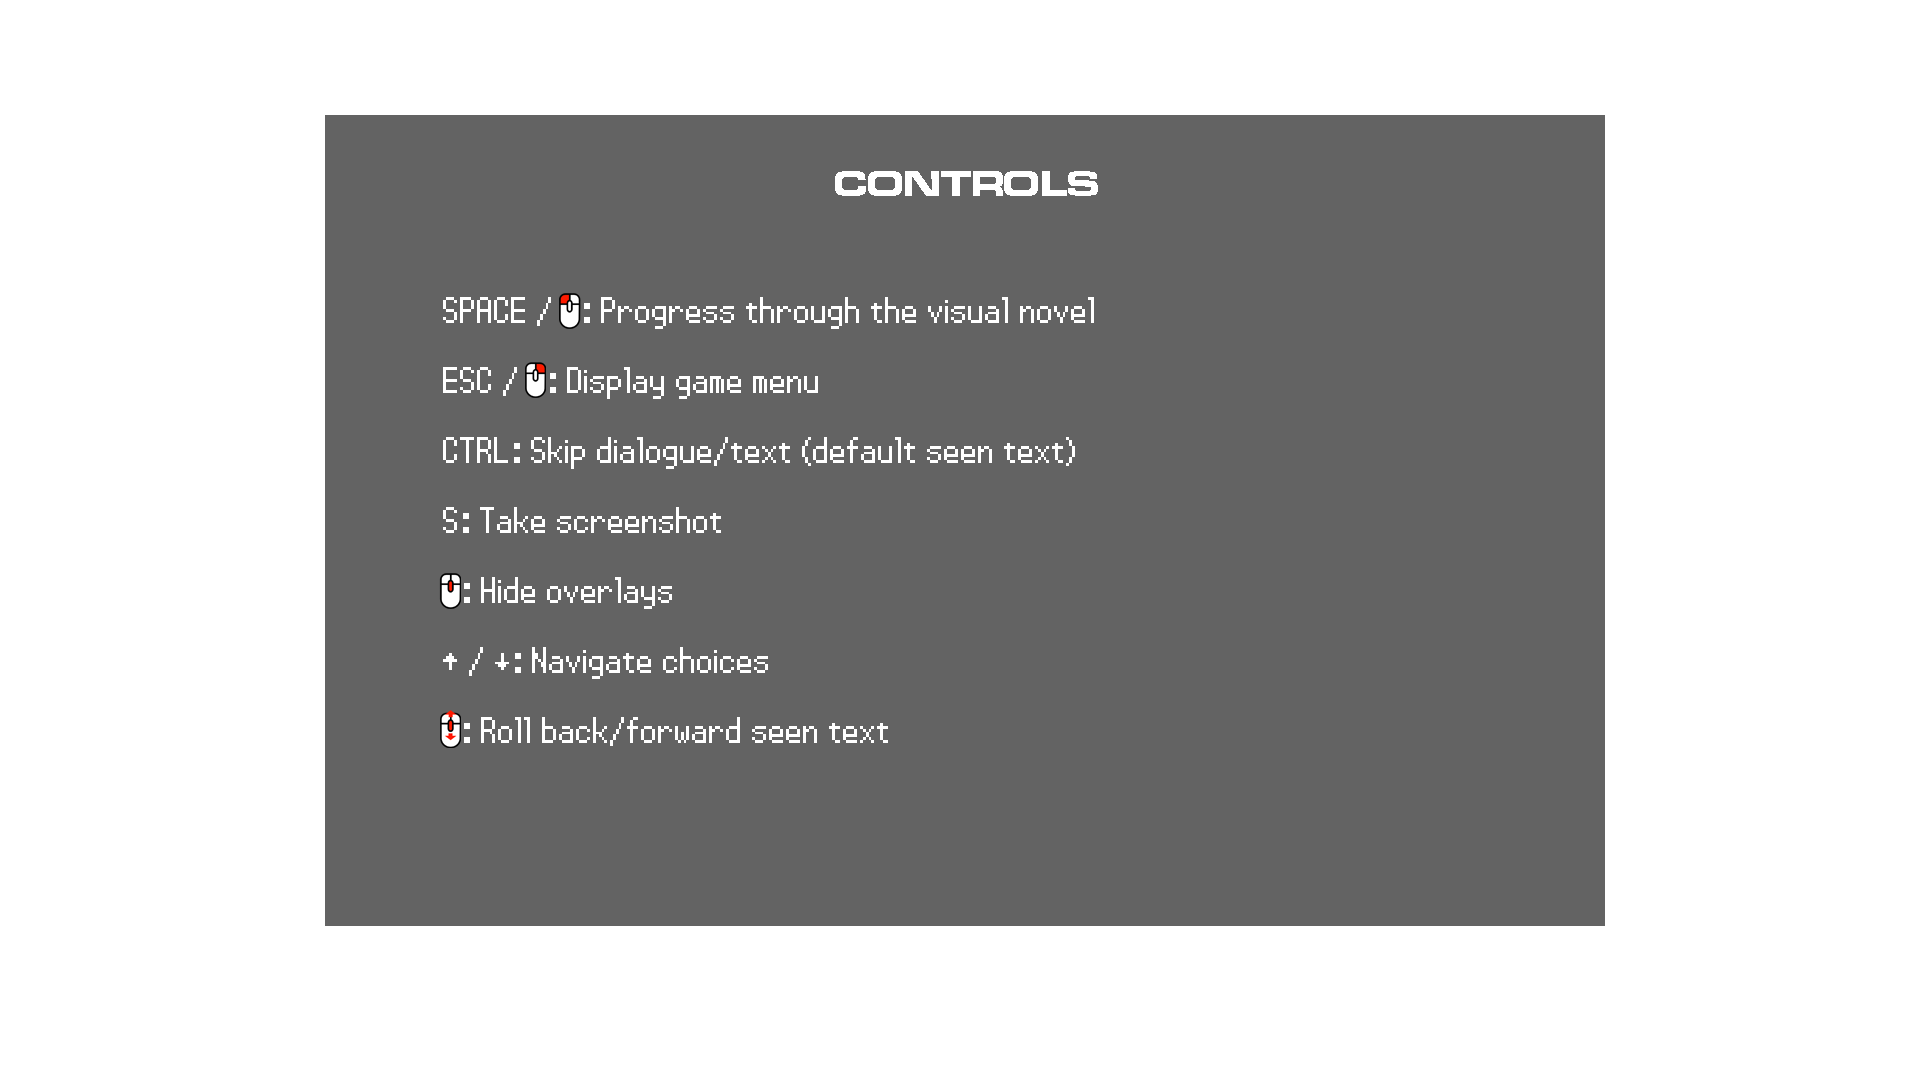 CONTROLS
SPACE / : Progress through the visual novel
ESC / : Display game menu
CTRL: Skip dialogue/text (default seen text)
S: Take screenshot
: Hide overlays
↑ / ↓: Navigate choices
: Roll back/forward seen text